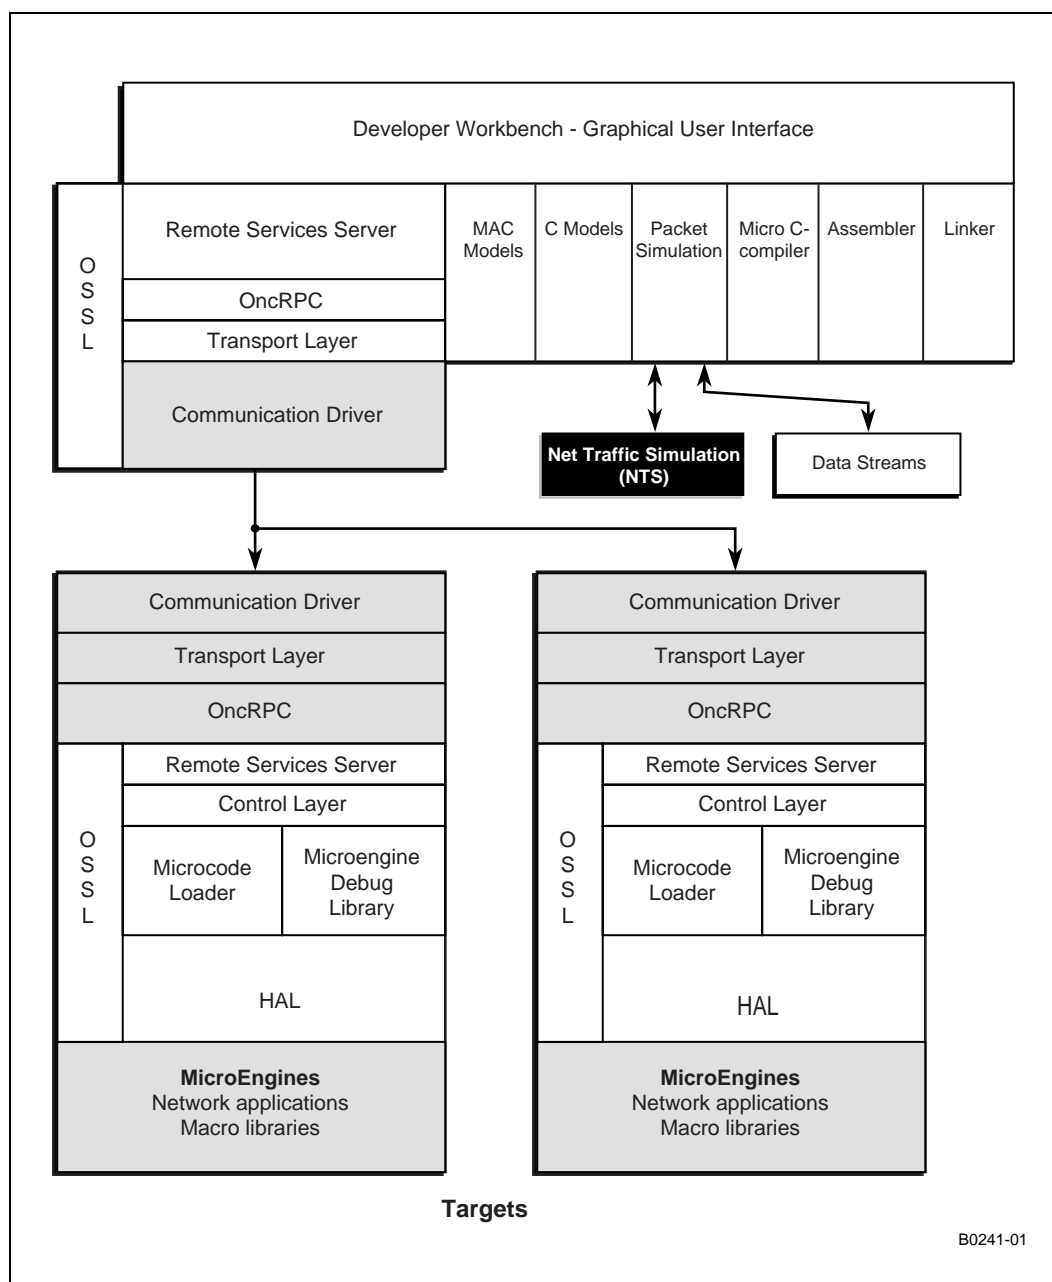 Developer Workbench - Graphical User Interface
O
S
S
L
Remote Services Server
OncRPC
Transport Layer
Communication Driver
MAC
Models
C Models
Packet
Simulation
Micro C-
compiler
Assembler
Linker
Net Traffic Simulation
(NTS)
Data Streams
Communication Driver
Transport Layer
OncRPC
O
S
S
L
Remote Services Server
Control Layer
Microcode
Loader
Microengine
Debug
Library
HAL
MicroEngines
Network applications
Macro libraries
Communication Driver
Transport Layer
OncRPC
O
S
S
L
Remote Services Server
Control Layer
Microcode
Loader
Microengine
Debug
Library
HAL
MicroEngines
Network applications
Macro libraries
Targets
B0241-01